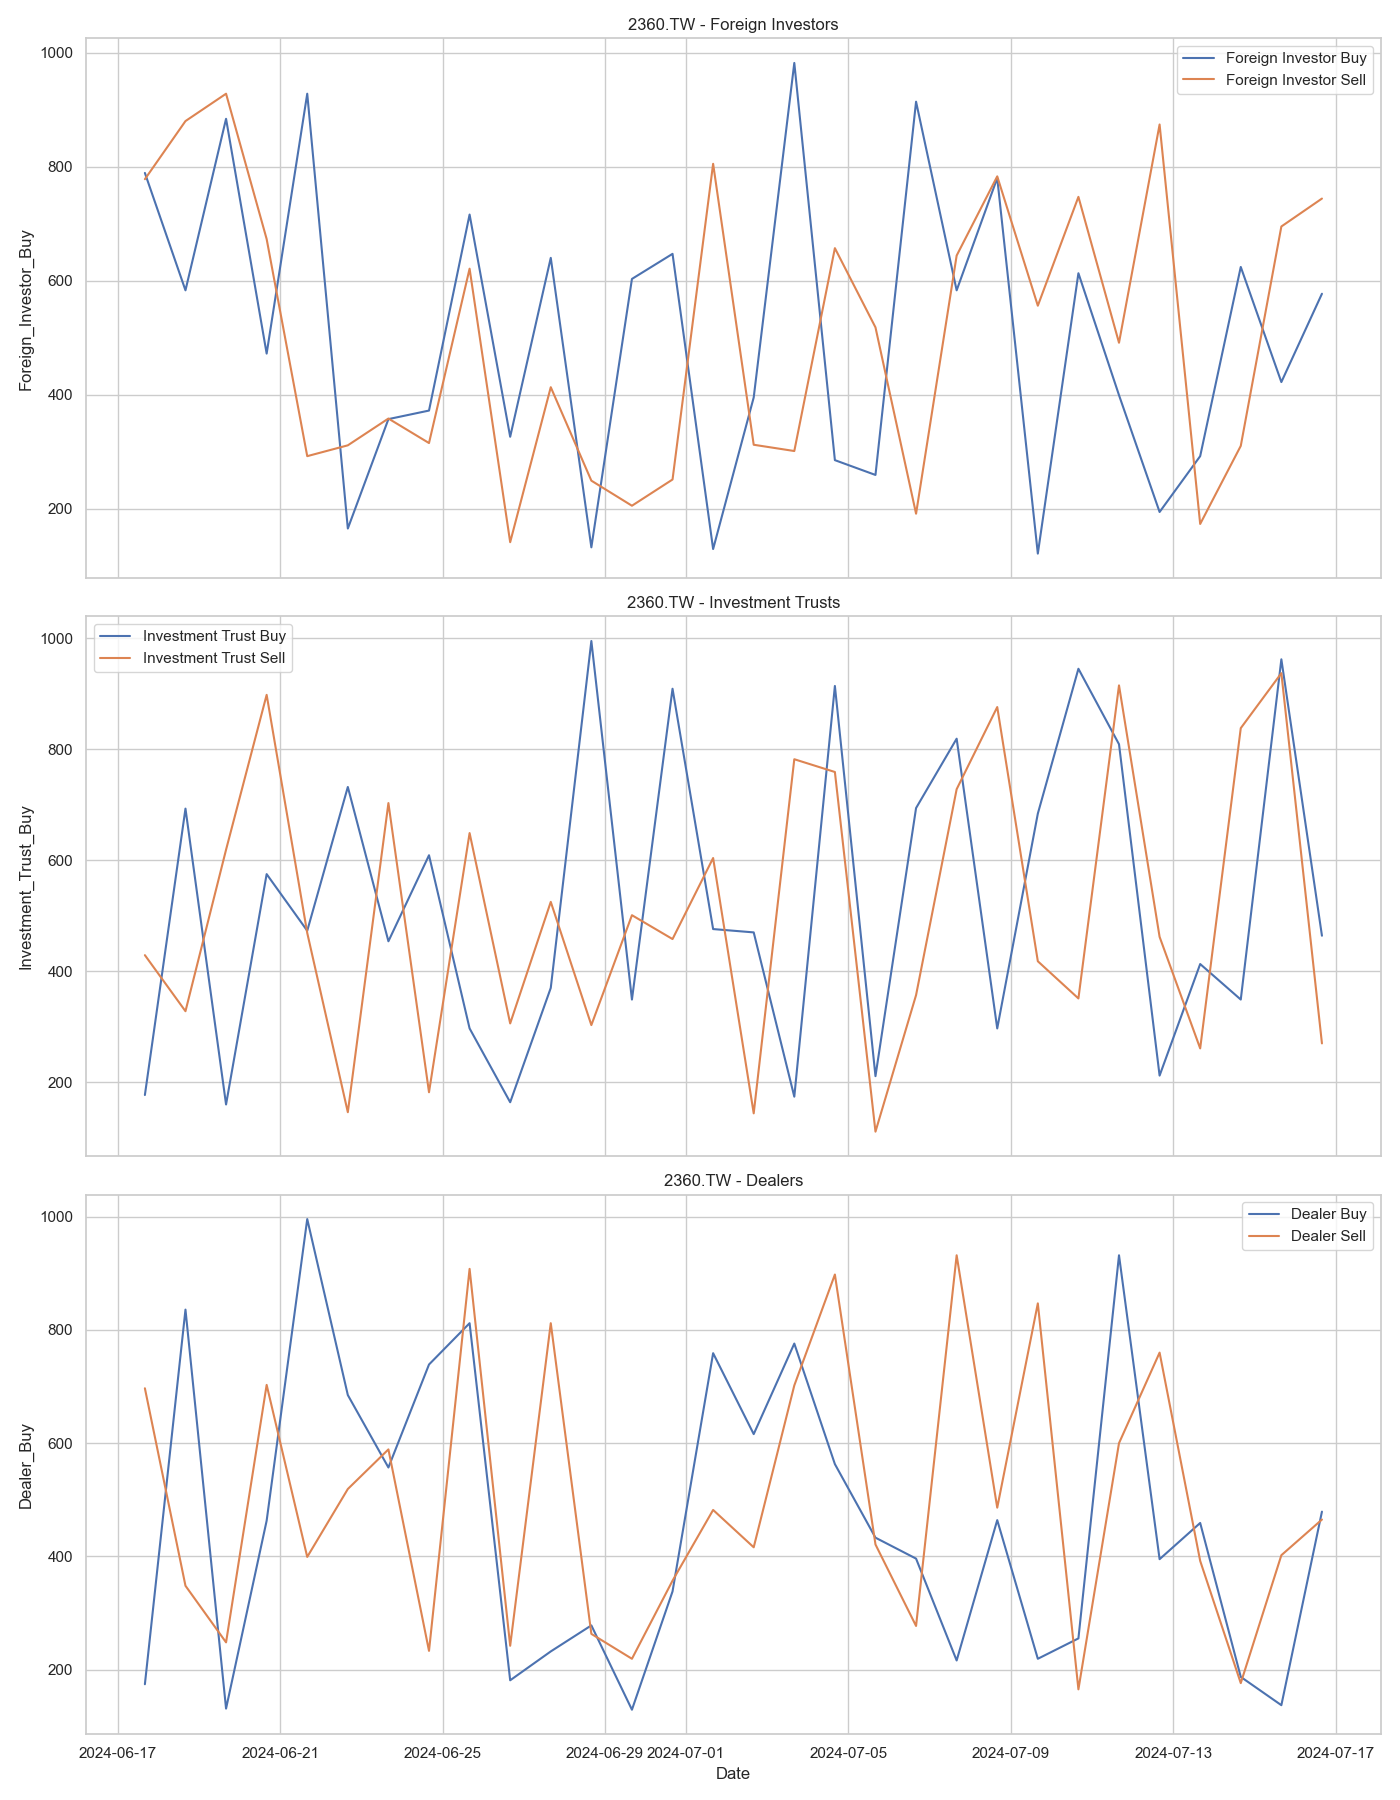 2360.TW - Foreign Investors
Foreign Investor Buy
Foreign Investor Sell
Foreign_Investor_Buy
1000
800
600
400
200
2360.TW - Investment Trusts
Investment Trust Buy
Investment Trust Sell
Investment_Trust_Buy
1000
800
600
400
200
2360.TW - Dealers
Dealer Buy
Dealer Sell
Dealer_Buy
1000
800
600
400
200
2024-06-17 2024-06-21 2024-06-25 2024-06-29 2024-07-01 2024-07-05 2024-07-09 2024-07-13 2024-07-17
Date